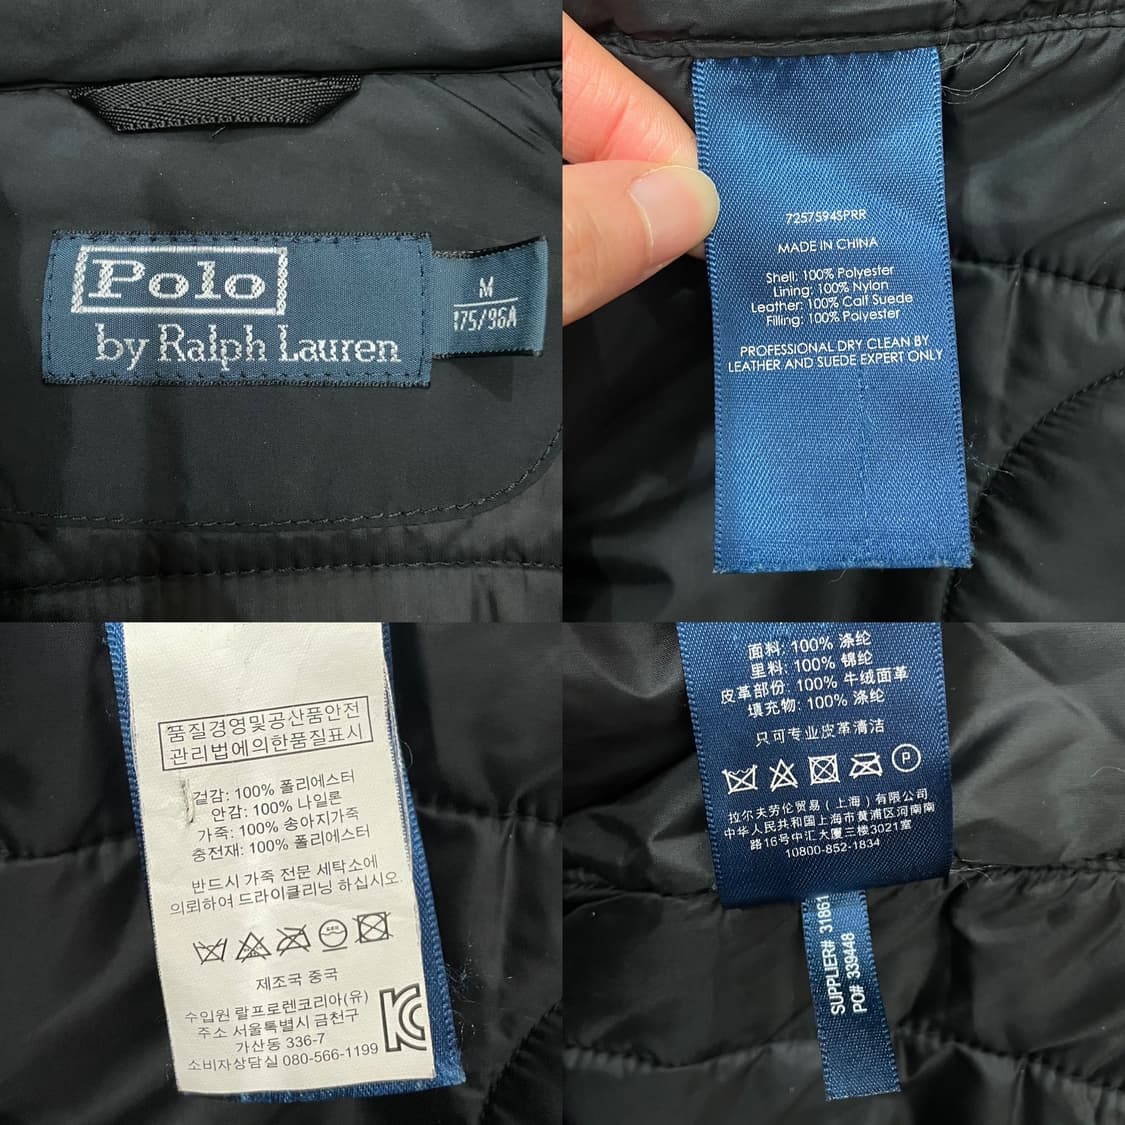 Polo
by Ralph Lauren
M
175/96A
7257594SPRR
MADE IN CHINA
Shell: 100% Polyester
Lining: 100% Nylon
Leather: 100% Calf Suede
Filling: 100% Polyester
PROFESSIONAL DRY CLEAN BY
LEATHER AND SUEDE EXPERT ONLY
품질경영및공산품안전
관리법에의한품질표시
겉감: 100% 폴리에스터
안감: 100% 나일론
가죽: 100% 송아지가죽
충전재: 100% 폴리에스터
반드시 가죽 전문 세탁소에
의뢰하여 드라이클리닝 하십시오.
제조국 중국
수입원 랄프로렌코리아(유)
주소 서울특별시 금천구
가산동 336-7
소비자상담실 080-566-1199
面料: 100% 涤纶
里料: 100% 锦纶
皮革部份: 100% 牛绒面革
填充物: 100% 涤纶
只可专业皮革清洁
P
拉尔夫劳伦贸易(上海)有限公司
中华人民共和国上海市黄浦区河南南
路16号中汇大厦三楼3021室
10800-852-1834
SUPPLIER# 31861
PO# 339448